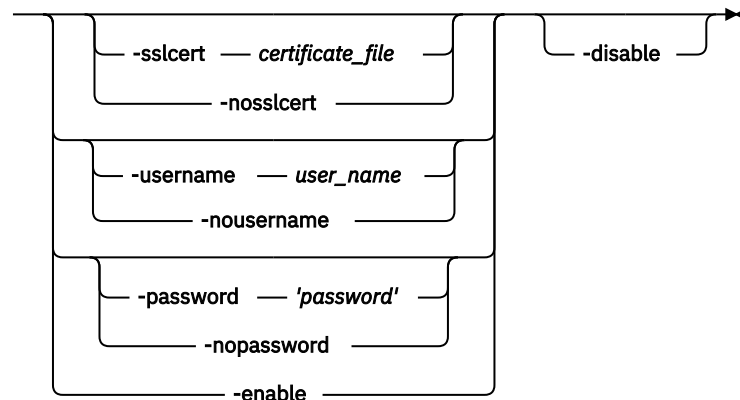 -sslcert certificate_file
-disable
-nosslcert
-username user_name
-nousername
-password 'password'
-nopassword
-enable